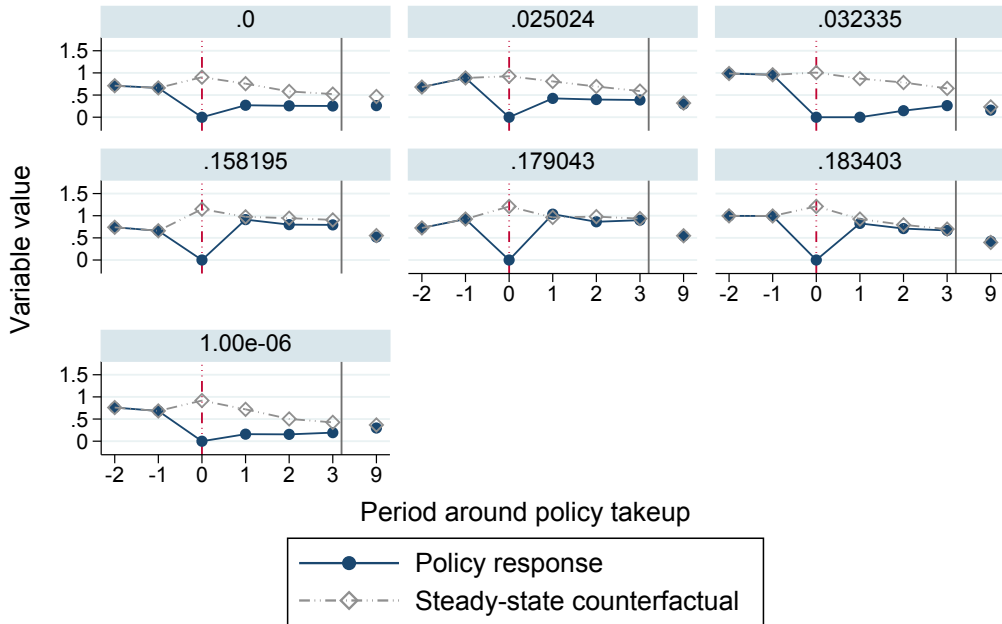 .0
.025024
.032335
1.5
1
.5
0
.158195
.179043
.183403
1.5
1
.5
0
-2 -1 0 1 2 3 9
-2 -1 0 1 2 3 9
1.00e-06
1.5
1
.5
0
-2 -1 0 1 2 3 9
Variable value
Period around policy takeup
Policy response
Steady-state counterfactual